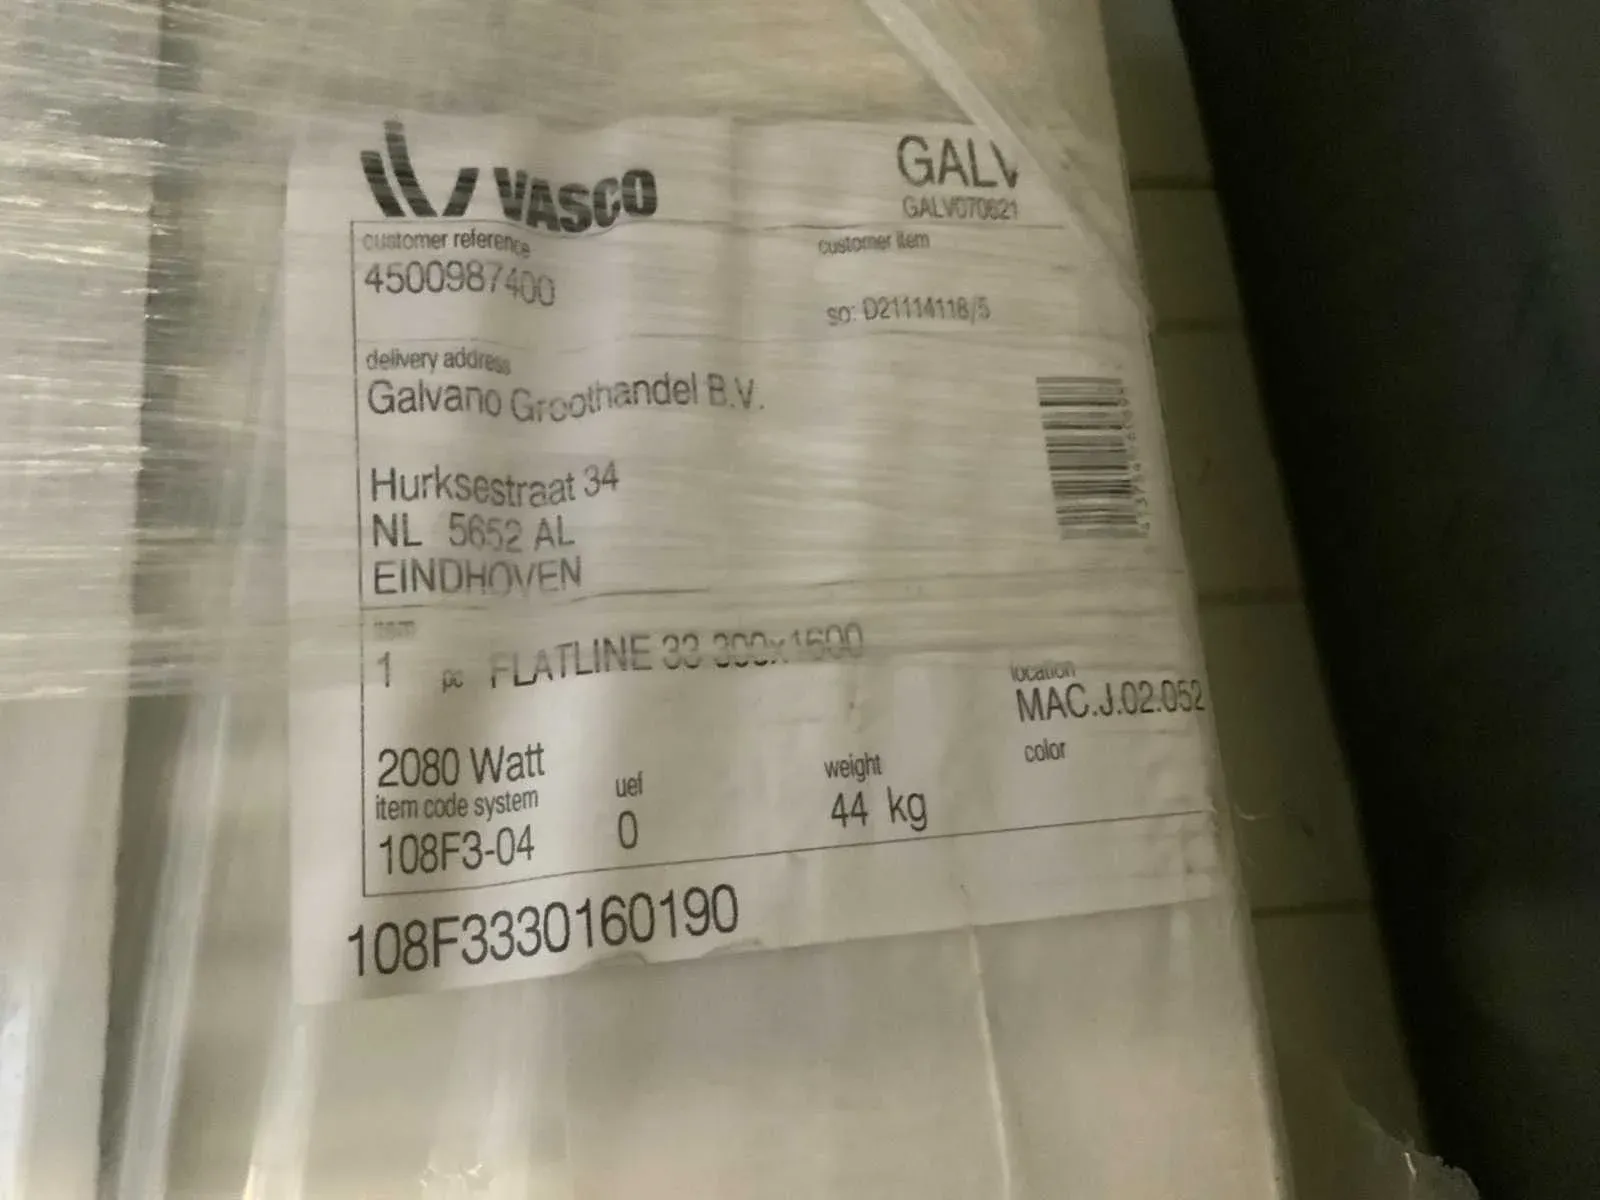 VASCO
GALV
GALV070621
customer reference
4500987400
customer item
so: D21114118/5
delivery address
Galvano Groothandel B.V.
Hurksestraat 34
NL 5652 AL
EINDHOVEN
item
1 pc FLATLINE 33 300x1600
location
MAC.J.02.052
2080 Watt
item code system
108F3-04
uef
0
weight
44 kg
color
108F3330160190